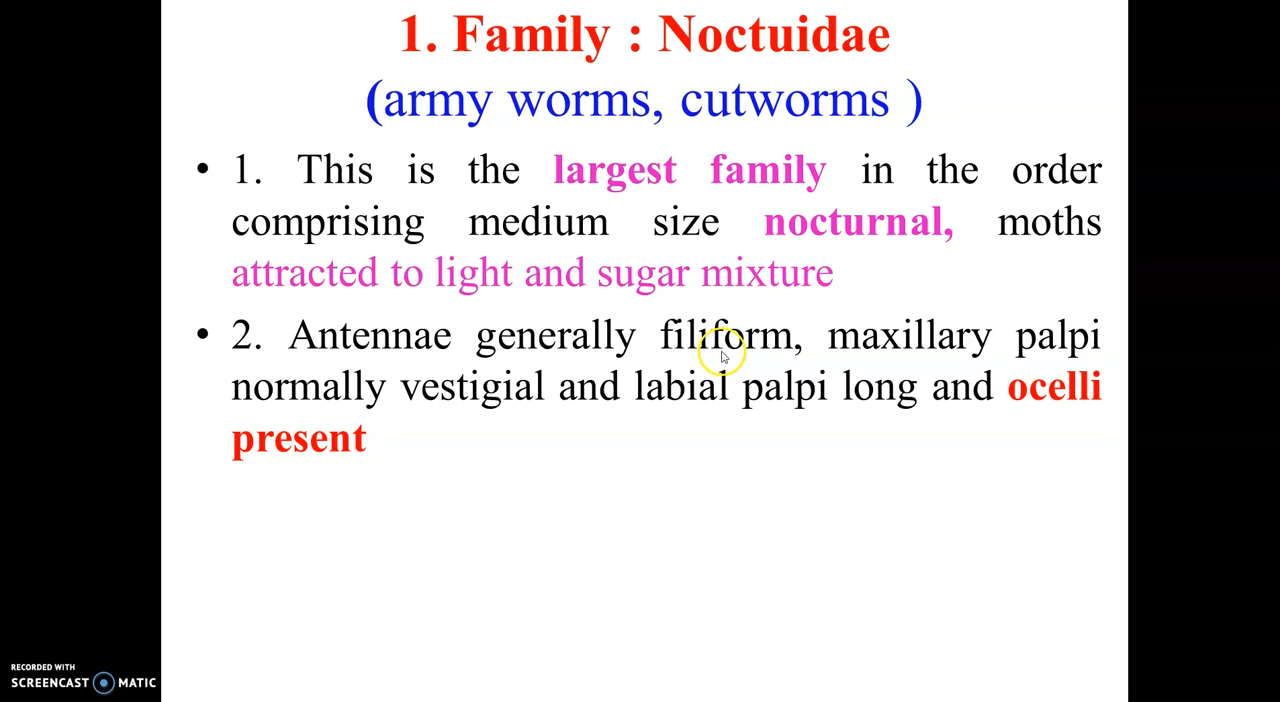 1. Family : Noctuidae
(army worms, cutworms )
• 1. This is the largest family in the order
comprising medium size nocturnal, moths
attracted to light and sugar mixture
• 2. Antennae generally filiform, maxillary palpi
normally vestigial and labial palpi long and ocelli
present
RECORDED WITH
SCREENCAST MATIC